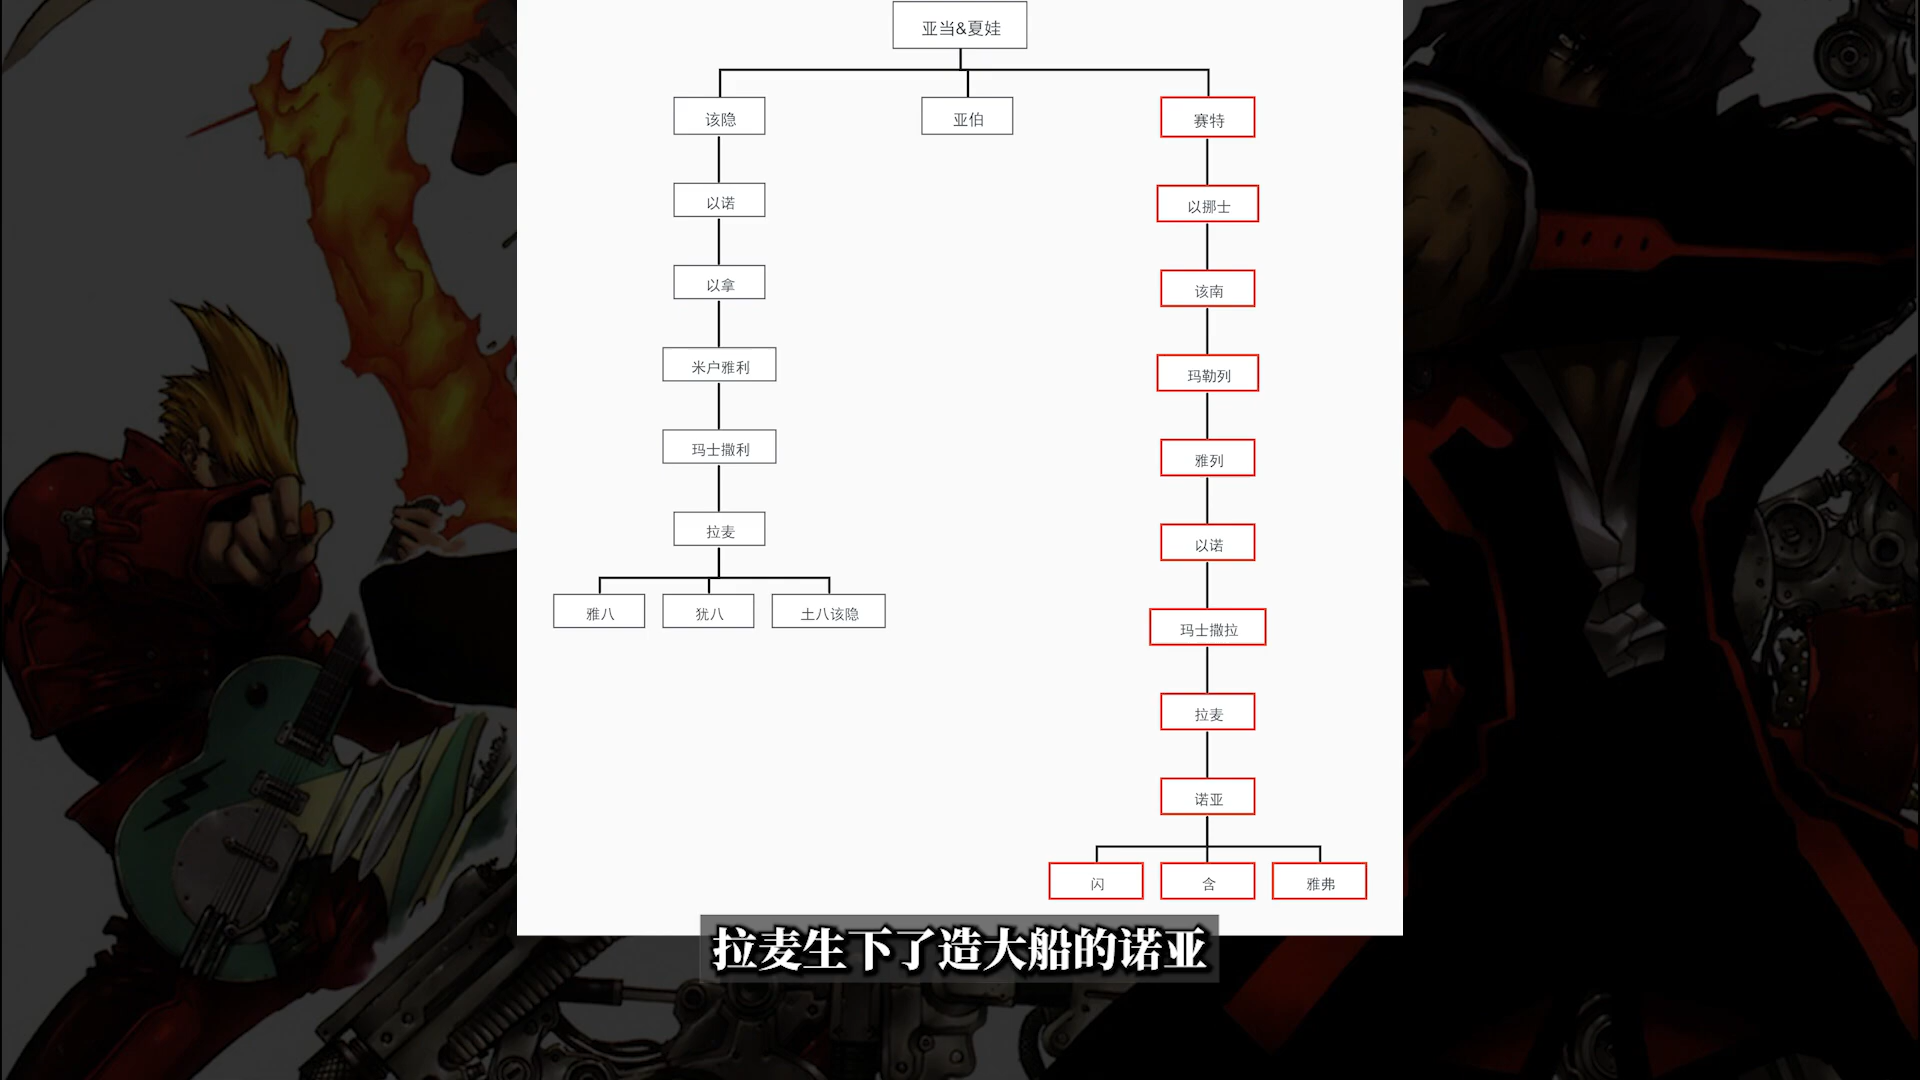 亚当&夏娃
该隐
亚伯
赛特
以诺
以挪士
以拿
该南
米户雅利
玛勒列
玛士撒利
雅列
拉麦
以诺
雅八
犹八
土八该隐
玛士撒拉
拉麦
诺亚
闪
含
雅弗
拉麦生下了造大船的诺亚